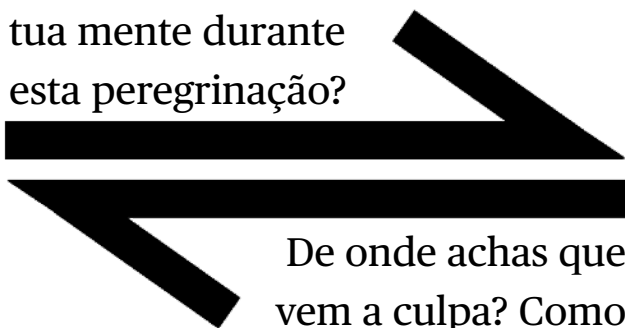 tua mente durante
esta peregrinação?
De onde achas que
vem a culpa? Como